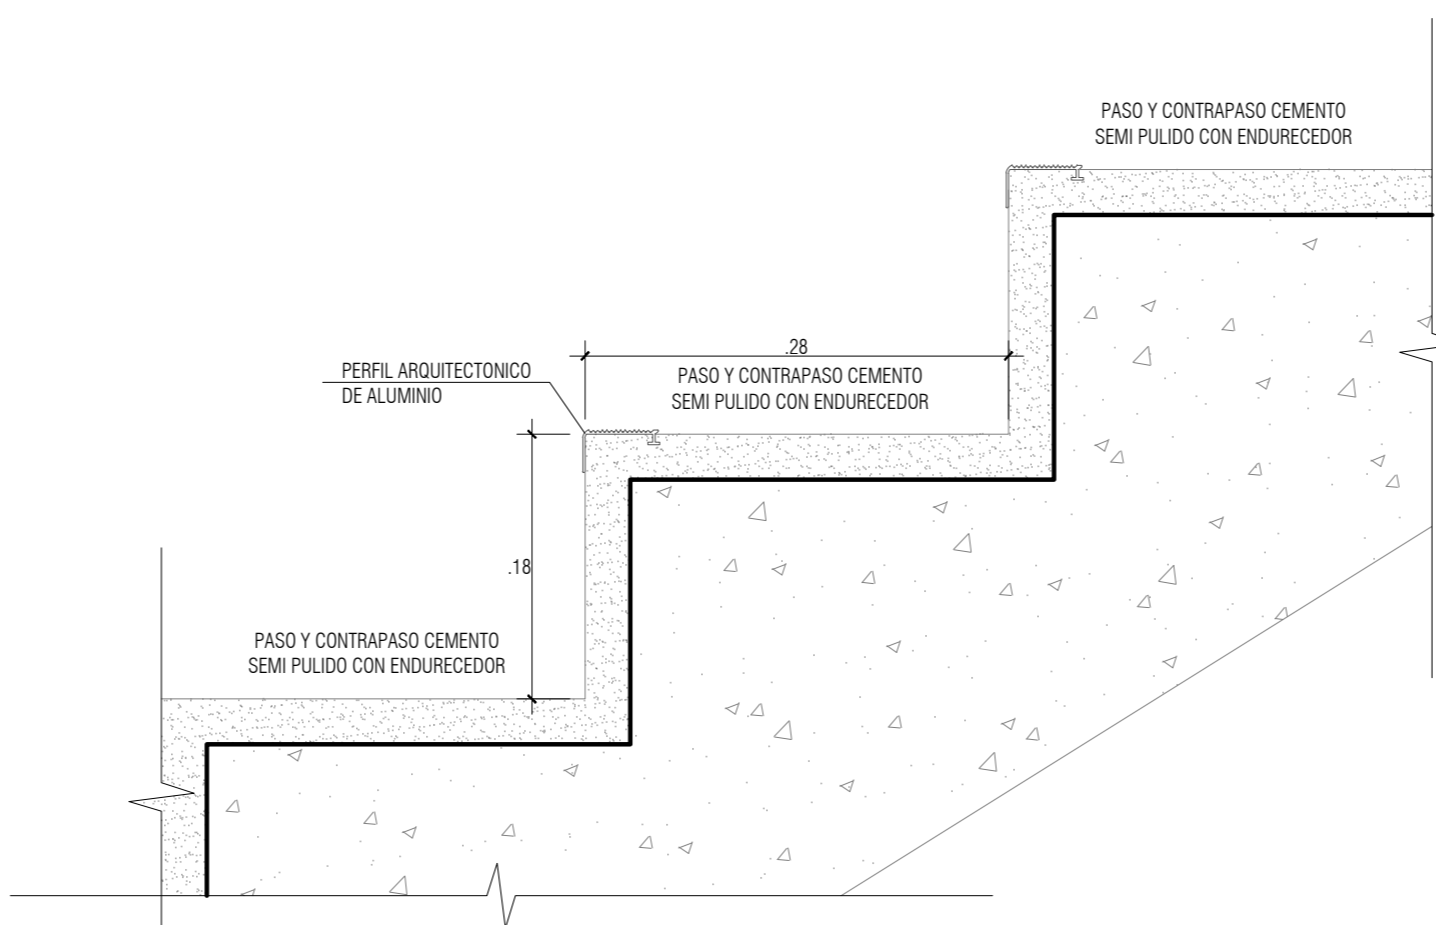 PASO Y CONTRAPASO CEMENTO
SEMI PULIDO CON ENDURECEDOR
.28
PERFIL ARQUITECTONICO
DE ALUMINIO
PASO Y CONTRAPASO CEMENTO
SEMI PULIDO CON ENDURECEDOR
.18
PASO Y CONTRAPASO CEMENTO
SEMI PULIDO CON ENDURECEDOR